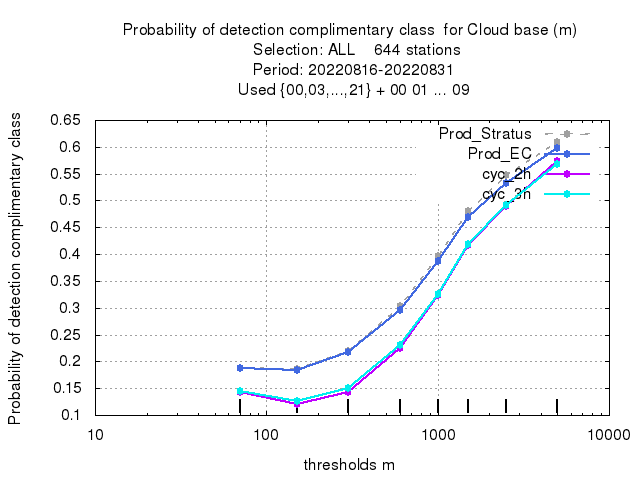 Probability of detection complimentary class  for Cloud base (m)
Selection: ALL    644 stations
Period: 20220816-20220831
Used {00,03,...,21} + 00 01 ... 09
Probability of detection complimentary class
0.65
0.6
0.55
0.5
0.45
0.4
0.35
0.3
0.25
0.2
0.15
0.1
Prod_Stratus
Prod_EC
cyc_2h
cyc_3h
10 100 1000 10000
thresholds m